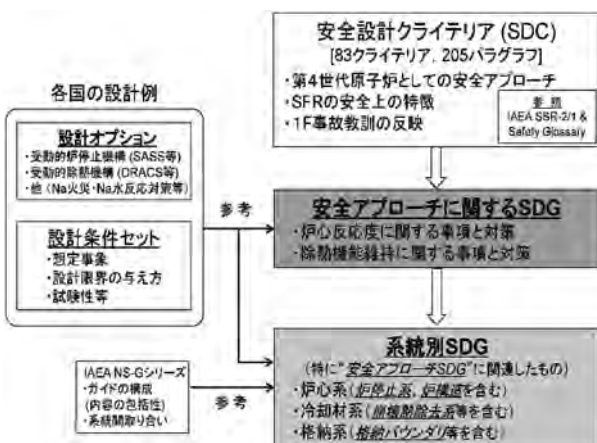 安全設計クライテリア (SDC)
[83クライテリア, 205パラグラフ]
・第4世代原子炉としての安全アプローチ
・SFRの安全上の特徴
・1F事故教訓の反映
参照
IAEA SSR-2/1 &
Safety Glossaly
各国の設計例
設計オプション
・受動的炉停止機構 (SASS等)
・受動的除熱機構 (DRACS等)
・他 (Na火災・Na水反応対策等)
設計条件セット
・想定事象
・設計限界の与え方
・試験性等
参考
安全アプローチに関するSDG
・炉心反応度に関する事項と対策
・除熱機能維持に関する事項と対策
IAEA NS-Gシリーズ
・ガイドの構成
(内容の包括性)
・系統間取り合い
参考
系統別SDG
(特に"安全アプローチSDG"に関連したもの)
・炉心系(炉停止系、炉構造を含む)
・冷却材系(崩壊熱除去系等を含む)
・格納系(格納バウンダリ等を含む)